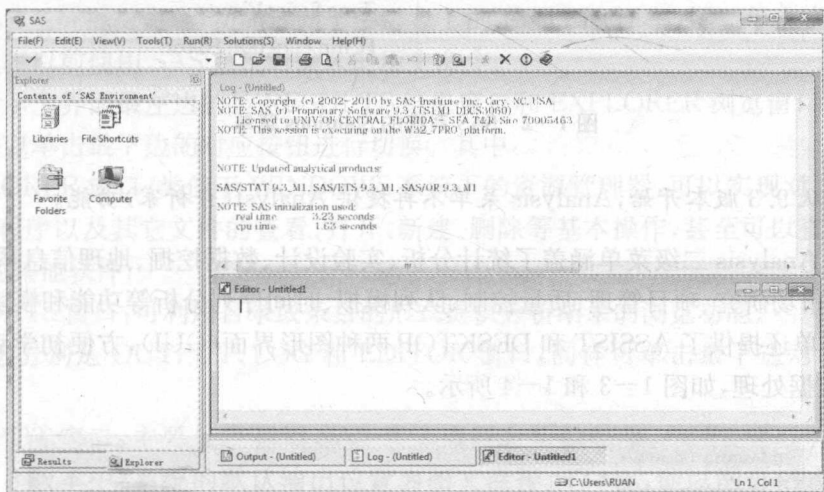 SAS
File(F) Edit(E) View(V) Tools(T) Run(R) Solutions(S) Window Help(H)
Explorer
Contents of 'SAS Environment'
Libraries
File Shortcuts
Favorite Folders
Computer
Results
Explorer
Log - (Untitled)
NOTE: Copyright (c) 2002-2010 by SAS Institute Inc., Cary, NC, USA.
NOTE: SAS (r) Proprietary Software 9.3 (TS1M1 DBCS3060)
Licensed to UNIV OF CENTRAL FLORIDA - SFA T&R, Site 70005463.
NOTE: This session is executing on the W32_7PRO platform.
NOTE: Updated analytical products:
SAS/STAT 9.3_M1, SAS/ETS 9.3_M1, SAS/OR 9.3_M1
NOTE: SAS initialization used:
real time 3.23 seconds
cpu time 1.63 seconds
Editor - Untitled1
Output - (Untitled)
Log - (Untitled)
Editor - Untitled1
C:\Users\RUAN
Ln 1, Col 1